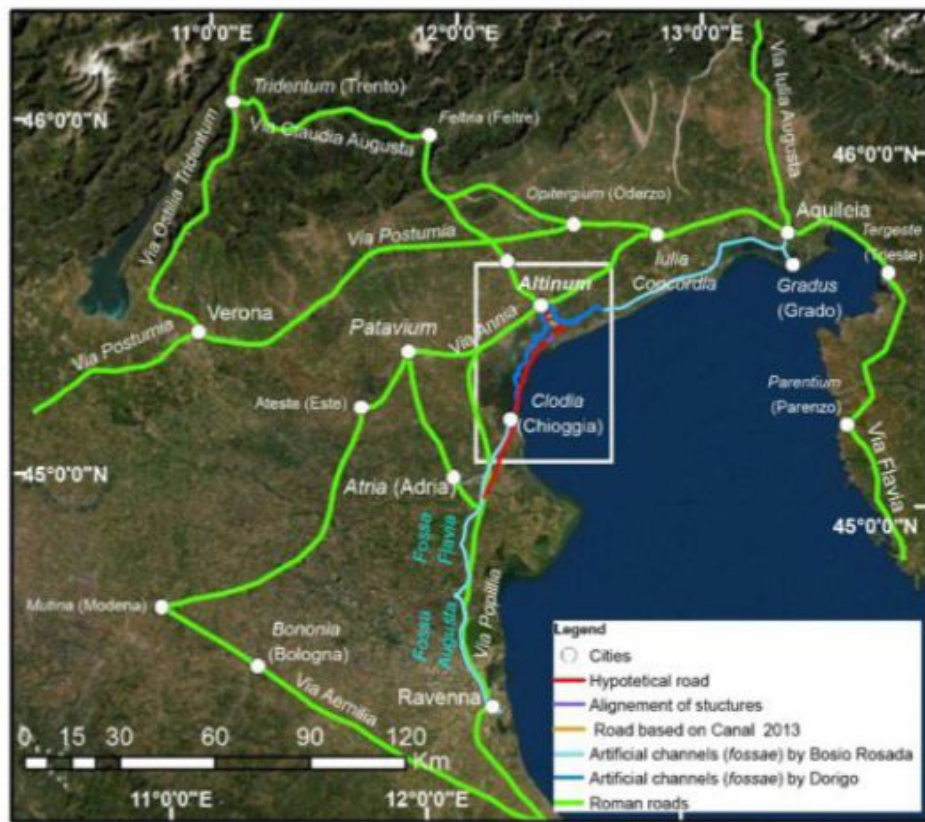 11°0'0"E
12°0'0"E
13°0'0"E
46°0'0"N
46°0'0"N
Tridentum (Trento)
Via Claudia Augusta
Feltria (Feltre)
Via Iulia Augusta
Via Ostilia Tridentum
Opitergium (Oderzo)
Aquileia
Via Postumia
Iulia
Concordia
Tergeste
(Trieste)
Altinum
Gradus
(Grado)
Verona
Via Postumia
Patavium
Via Annia
Parentium
(Parenzo)
Ateste (Este)
Clodia
(Chioggia)
Via Flavia
45°0'0"N
Atria (Adria)
45°0'0"N
Fossa
Flavia
Fossa
Augusta
Via Popillia
Mutina (Modena)
Bononia
(Bologna)
Via Aemilia
Ravenna
0 15 30 60 90 120
Km
11°0'0"E
12°0'0"E
Legend
Cities
Hypotetical road
Alignement of stuctures
Road based on Canal 2013
Artificial channels (fossae) by Bosio Rosada
Artificial channels (fossae) by Dorigo
Roman roads